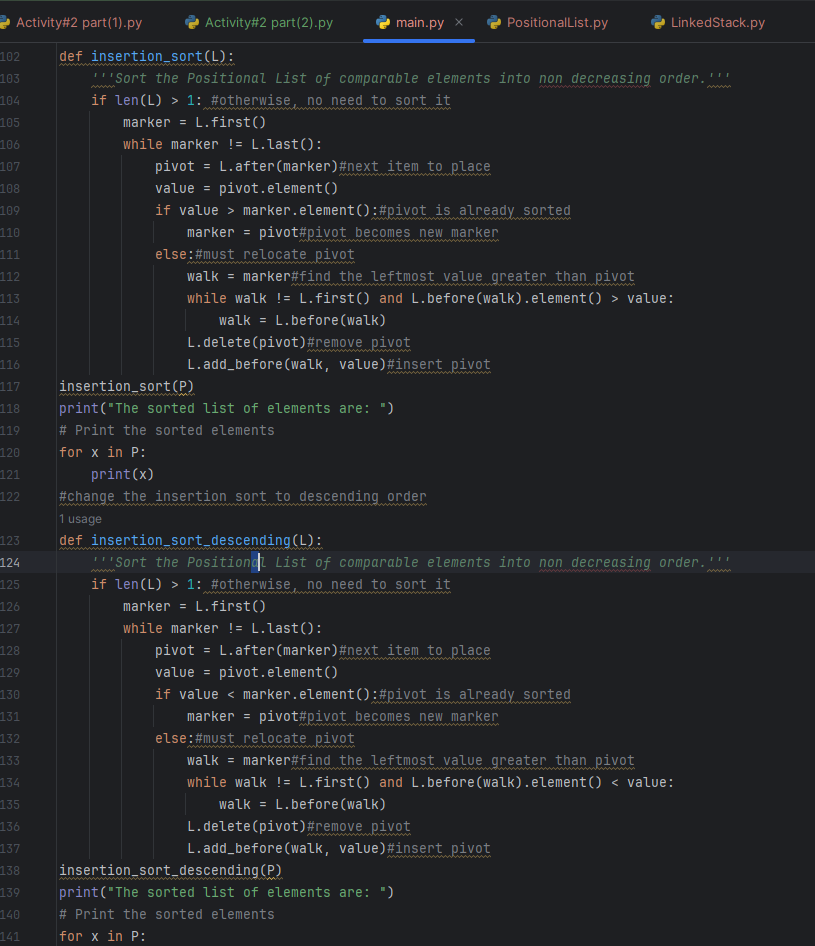 Activity#2 part(1).py Activity#2 part(2).py main.py × PositionalList.py LinkedStack.py
102 def insertion_sort(L):
103     '''Sort the Positional List of comparable elements into non decreasing order.'''
104     if len(L) > 1: #otherwise, no need to sort it
105         marker = L.first()
106         while marker != L.last():
107             pivot = L.after(marker)#next item to place
108             value = pivot.element()
109             if value > marker.element():#pivot is already sorted
110                 marker = pivot#pivot becomes new marker
111             else:#must relocate pivot
112                 walk = marker#find the leftmost value greater than pivot
113                 while walk != L.first() and L.before(walk).element() > value:
114                     walk = L.before(walk)
115                 L.delete(pivot)#remove pivot
116                 L.add_before(walk, value)#insert pivot
117 insertion_sort(P)
118 print("The sorted list of elements are: ")
119 # Print the sorted elements
120 for x in P:
121     print(x)
122 #change the insertion sort to descending order
1 usage
123 def insertion_sort_descending(L):
124     '''Sort the Positional List of comparable elements into non decreasing order.'''
125     if len(L) > 1: #otherwise, no need to sort it
126         marker = L.first()
127         while marker != L.last():
128             pivot = L.after(marker)#next item to place
129             value = pivot.element()
130             if value < marker.element():#pivot is already sorted
131                 marker = pivot#pivot becomes new marker
132             else:#must relocate pivot
133                 walk = marker#find the leftmost value greater than pivot
134                 while walk != L.first() and L.before(walk).element() < value:
135                     walk = L.before(walk)
136                 L.delete(pivot)#remove pivot
137                 L.add_before(walk, value)#insert pivot
138 insertion_sort_descending(P)
139 print("The sorted list of elements are: ")
140 # Print the sorted elements
141 for x in P: